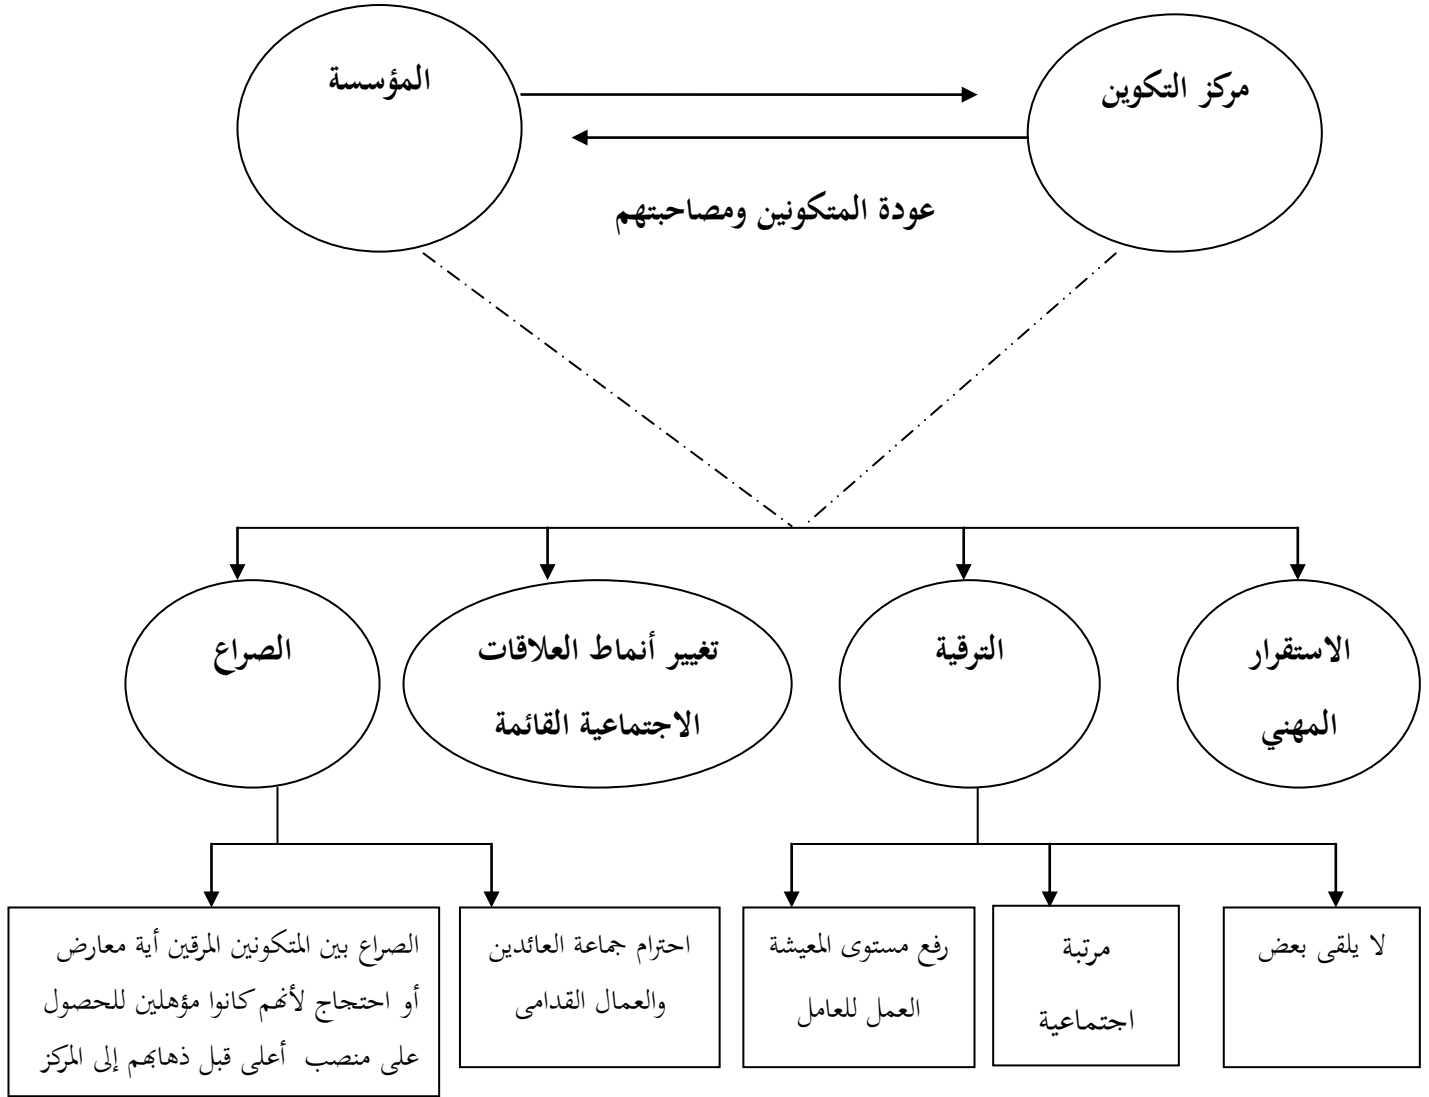 مركز التكوين
المؤسسة
عودة المتكونين ومصاحبتهم
الاستقرار
المهني
الترقية
تغيير أنماط العلاقات
الاجتماعية القائمة
الصراع
لا يلقى بعض
مرتبة
اجتماعية
رفع مستوى المعيشة
العمل للعامل
احترام جماعة العائدين
والعمال القدامى
الصراع بين المتكونين المرقين أية معارض
أو احتجاج لأنهم كانوا مؤهلين للحصول
على منصب أعلى قبل ذهابهم إلى المركز